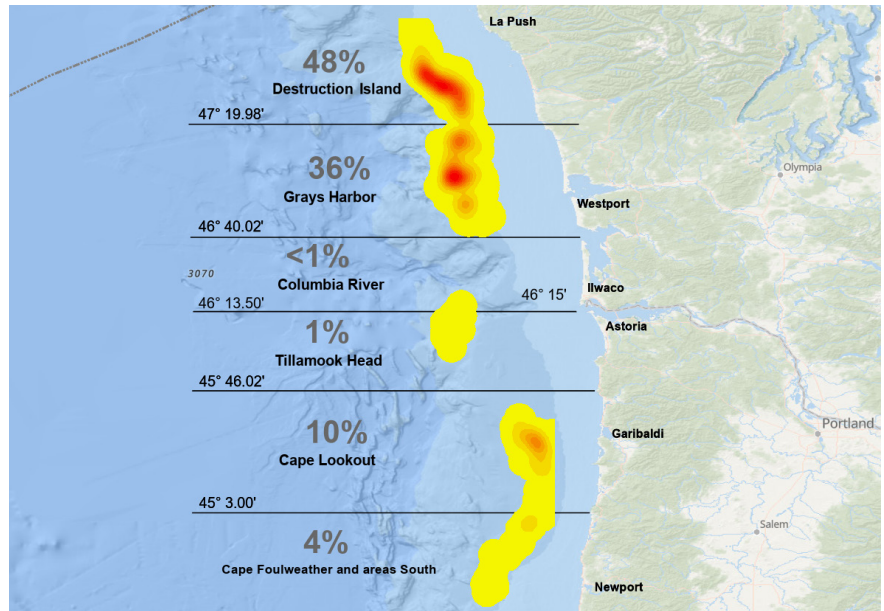 La Push
48%
Destruction Island
47° 19.98'
Olympia
36%
Grays Harbor
Westport
46° 40.02'
<1%
Columbia River
3070
Ilwaco
46° 13.50'
46° 15'
Astoria
1%
Tillamook Head
45° 46.02'
10%
Cape Lookout
Garibaldi
Portland
45° 3.00'
Salem
4%
Cape Foulweather and areas South
Newport